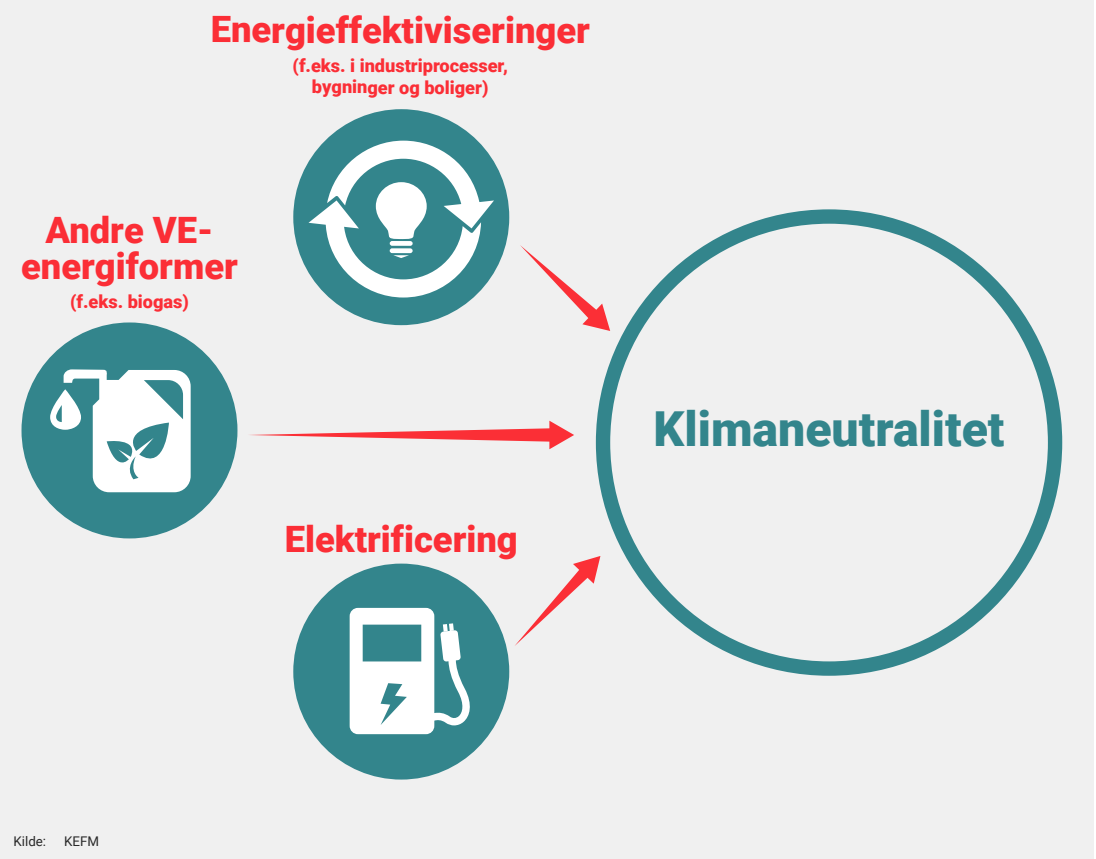 Energieffektiviseringer
(f.eks. i industriprocesser,
bygninger og boliger)
Andre VE-
energiformer
(f.eks. biogas)
Klimaneutralitet
Elektrificering
Kilde: KEFM